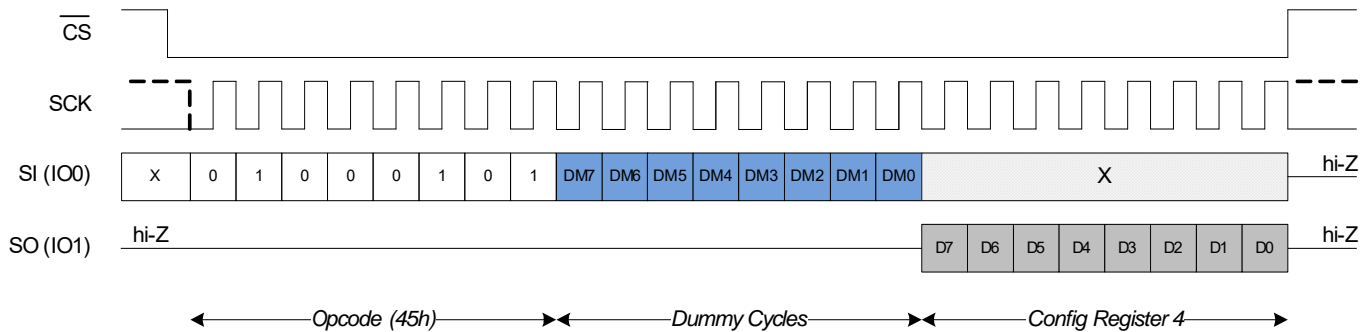 CS
SCK
SI (IO0) X 0 1 0 0 0 1 0 1 DM7 DM6 DM5 DM4 DM3 DM2 DM1 DM0 X hi-Z
SO (IO1) hi-Z D7 D6 D5 D4 D3 D2 D1 D0 hi-Z
Opcode (45h) Dummy Cycles Config Register 4